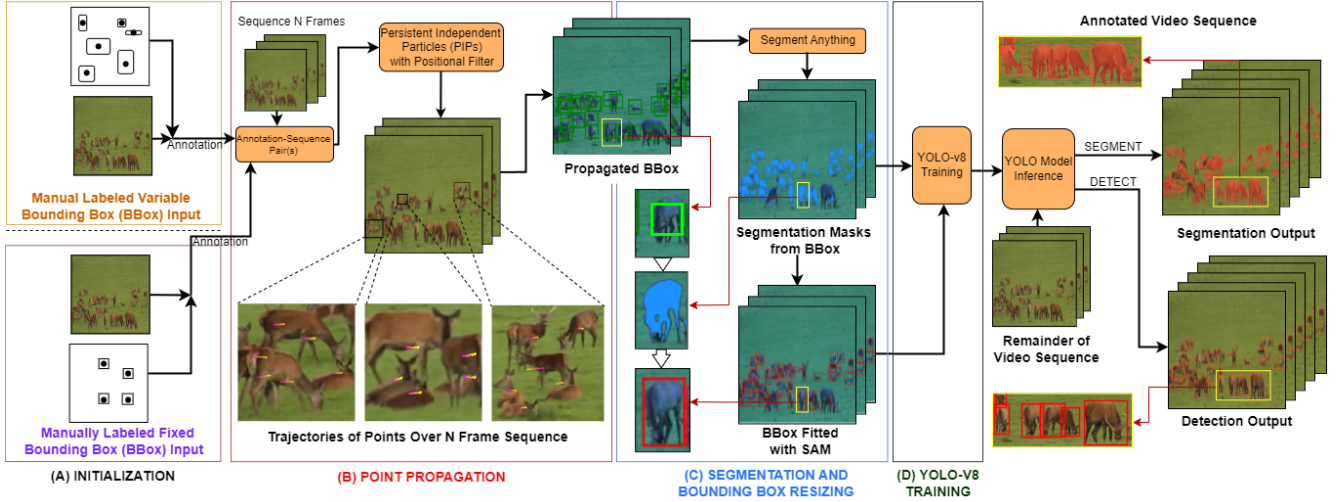 Annotation
Manual Labeled Variable
Bounding Box (BBox) Input
Annotation
Manually Labeled Fixed
Bounding Box (BBox) Input
(A) INITIALIZATION
Sequence N Frames
Persistent Independent
Particles (PIPs)
with Positional Filter
Annotation-Sequence
Pair(s)
Trajectories of Points Over N Frame Sequence
(B) POINT PROPAGATION
Propagated BBox
Segment Anything
Segmentation Masks
from BBox
BBox Fitted
with SAM
(C) SEGMENTATION AND
BOUNDING BOX RESIZING
YOLO-v8
Training
(D) YOLO-V8
TRAINING
YOLO Model
Inference
SEGMENT
DETECT
Remainder of
Video Sequence
Annotated Video Sequence
Segmentation Output
Detection Output